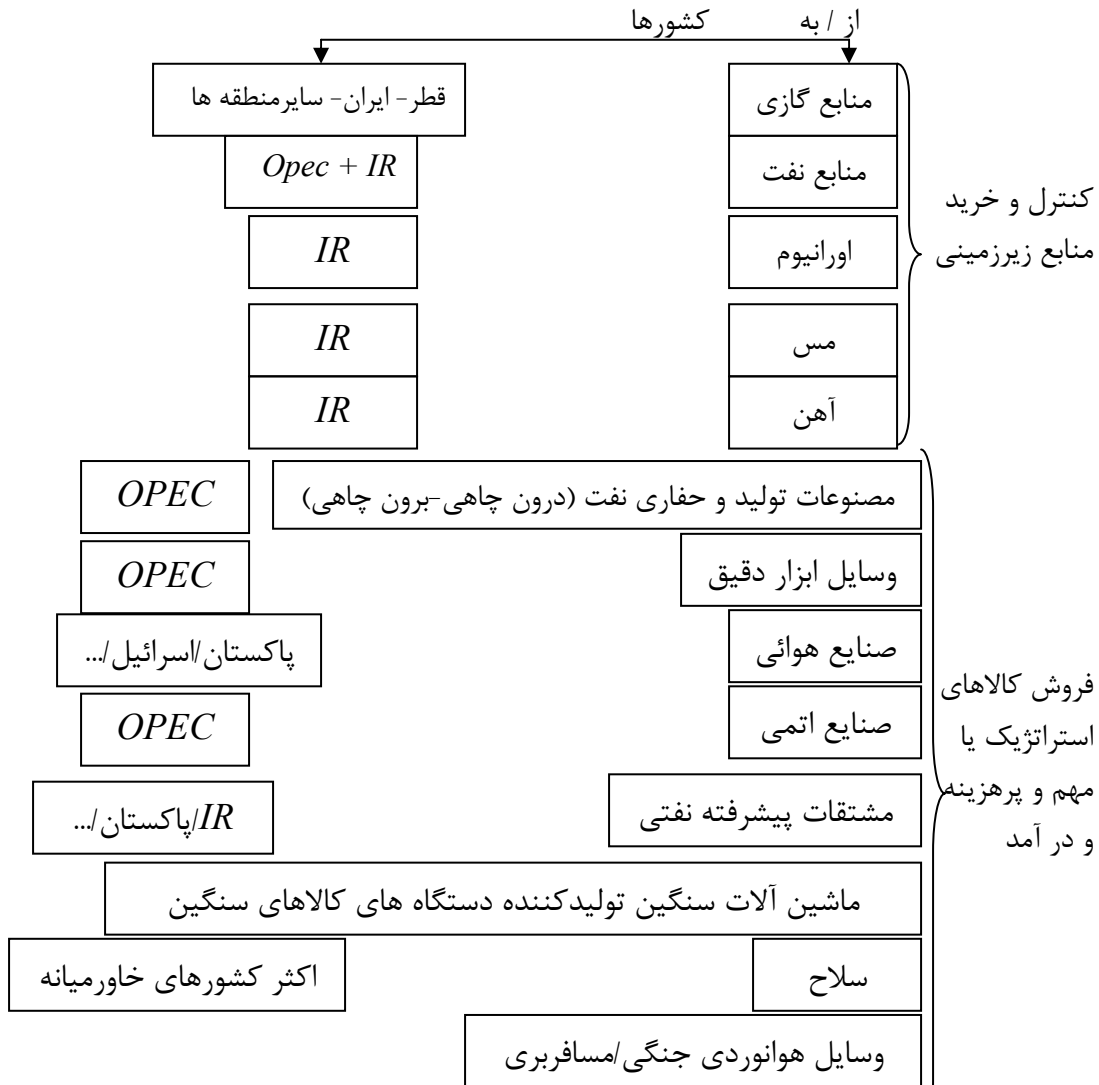 از / به کشورها
منابع گازی
قطر- ایران- سایرمنطقه ها
منابع نفت
Opec + IR
اورانیوم
IR
مس
IR
آهن
IR
کنترل و خرید
منابع زیرزمینی
مصنوعات تولید و حفاری نفت (درون چاهی-برون چاهی)
OPEC
وسایل ابزار دقیق
OPEC
صنایع هوائی
پاکستان/اسرائیل/...
صنایع اتمی
OPEC
مشتقات پیشرفته نفتی
IR/پاکستان/...
ماشین آلات سنگین تولیدکننده دستگاه های کالاهای سنگین
سلاح
اکثر کشورهای خاورمیانه
وسایل هوانوردی جنگی/مسافربری
فروش کالاهای
استراتژیک یا
مهم و پرهزینه
و در آمد